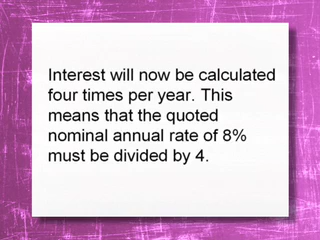 Interest will now be calculated
four times per year. This
means that the quoted
nominal annual rate of 8%
must be divided by 4.